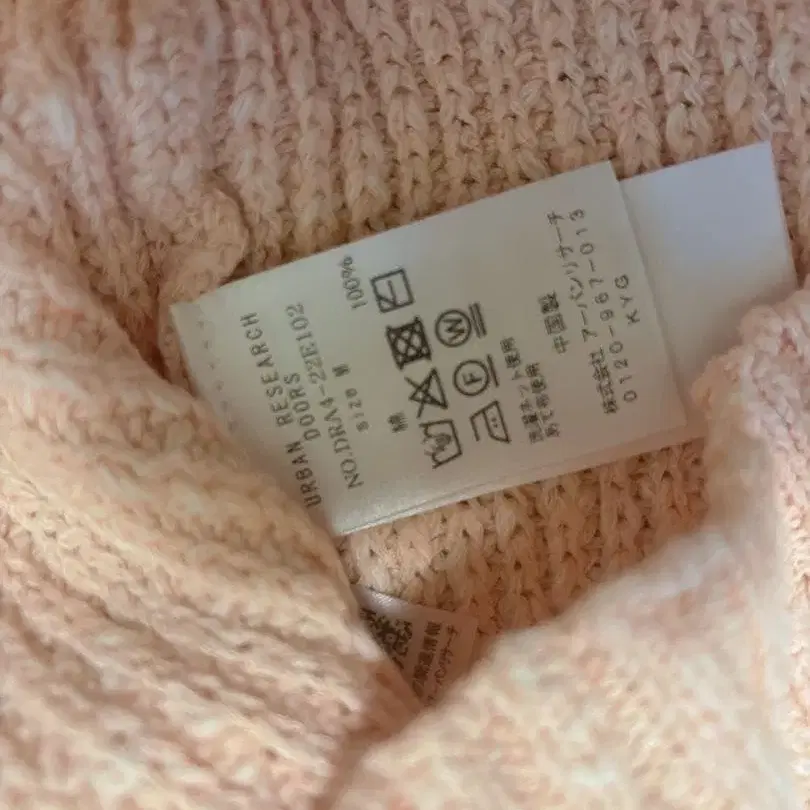 URBAN RESEARCH
DOORS
NO.DRA4-22E102
SIZE M
綿 100%
W
F
洗濯ネット使用
あて布使用
中国製
株式会社 アーバンリサーチ
0120-967-013
KYG